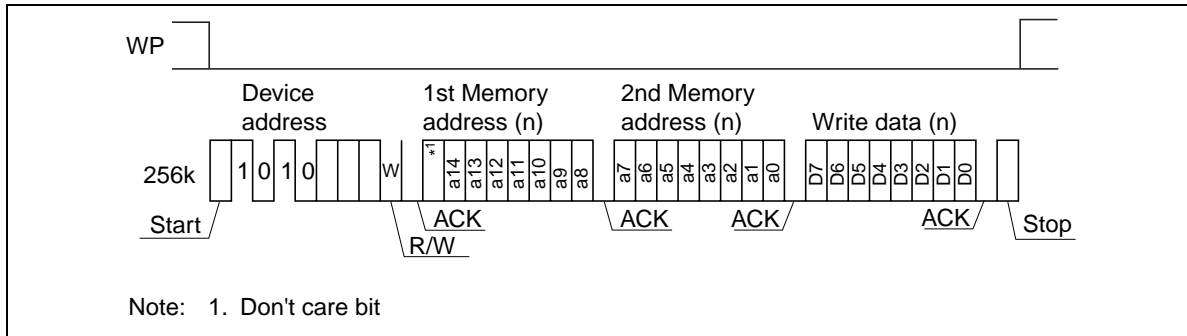 WP
Device address
1st Memory address (n)
2nd Memory address (n)
Write data (n)
256k
1 0 1 0 W *1 a14 a13 a12 a11 a10 a9 a8 a7 a6 a5 a4 a3 a2 a1 a0 D7 D6 D5 D4 D3 D2 D1 D0
Start
R/W
ACK
ACK
ACK
ACK
Stop
Note: 1. Don't care bit